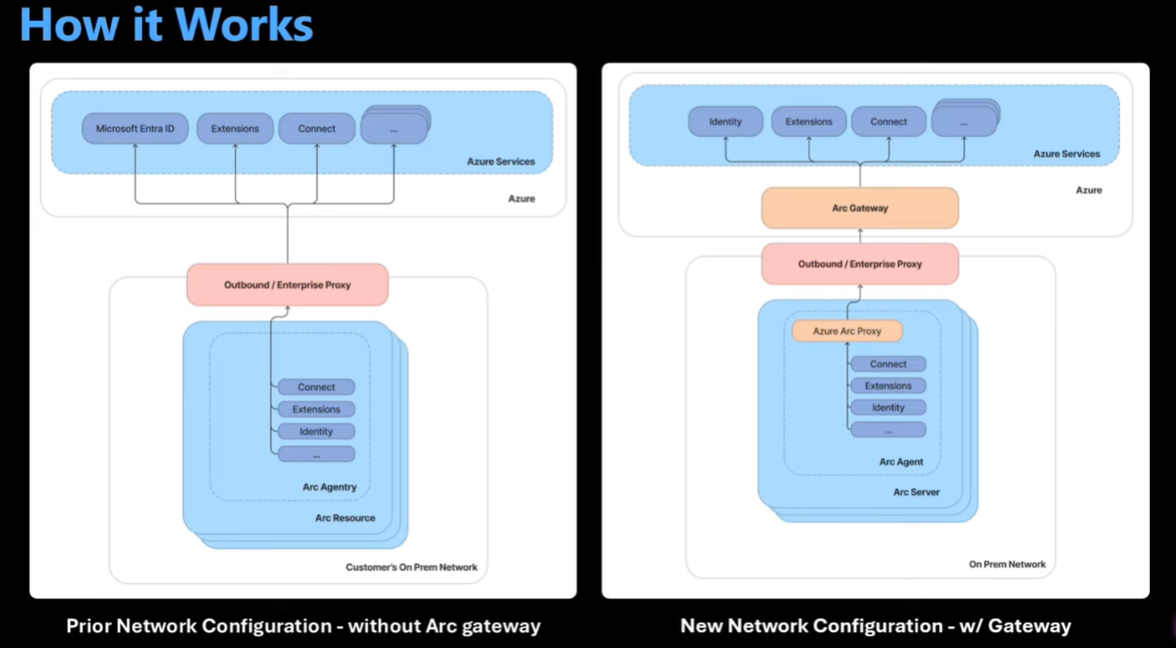 How it Works
Microsoft Entra ID
Extensions
Connect
...
Azure Services
Azure
Outbound / Enterprise Proxy
Connect
Extensions
Identity
...
Arc Agentry
Arc Resource
Customer's On Prem Network
Prior Network Configuration - without Arc gateway
Identity
Extensions
Connect
...
Azure Services
Azure
Arc Gateway
Outbound / Enterprise Proxy
Azure Arc Proxy
Connect
Extensions
Identity
...
Arc Agent
Arc Server
On Prem Network
New Network Configuration - w/ Gateway